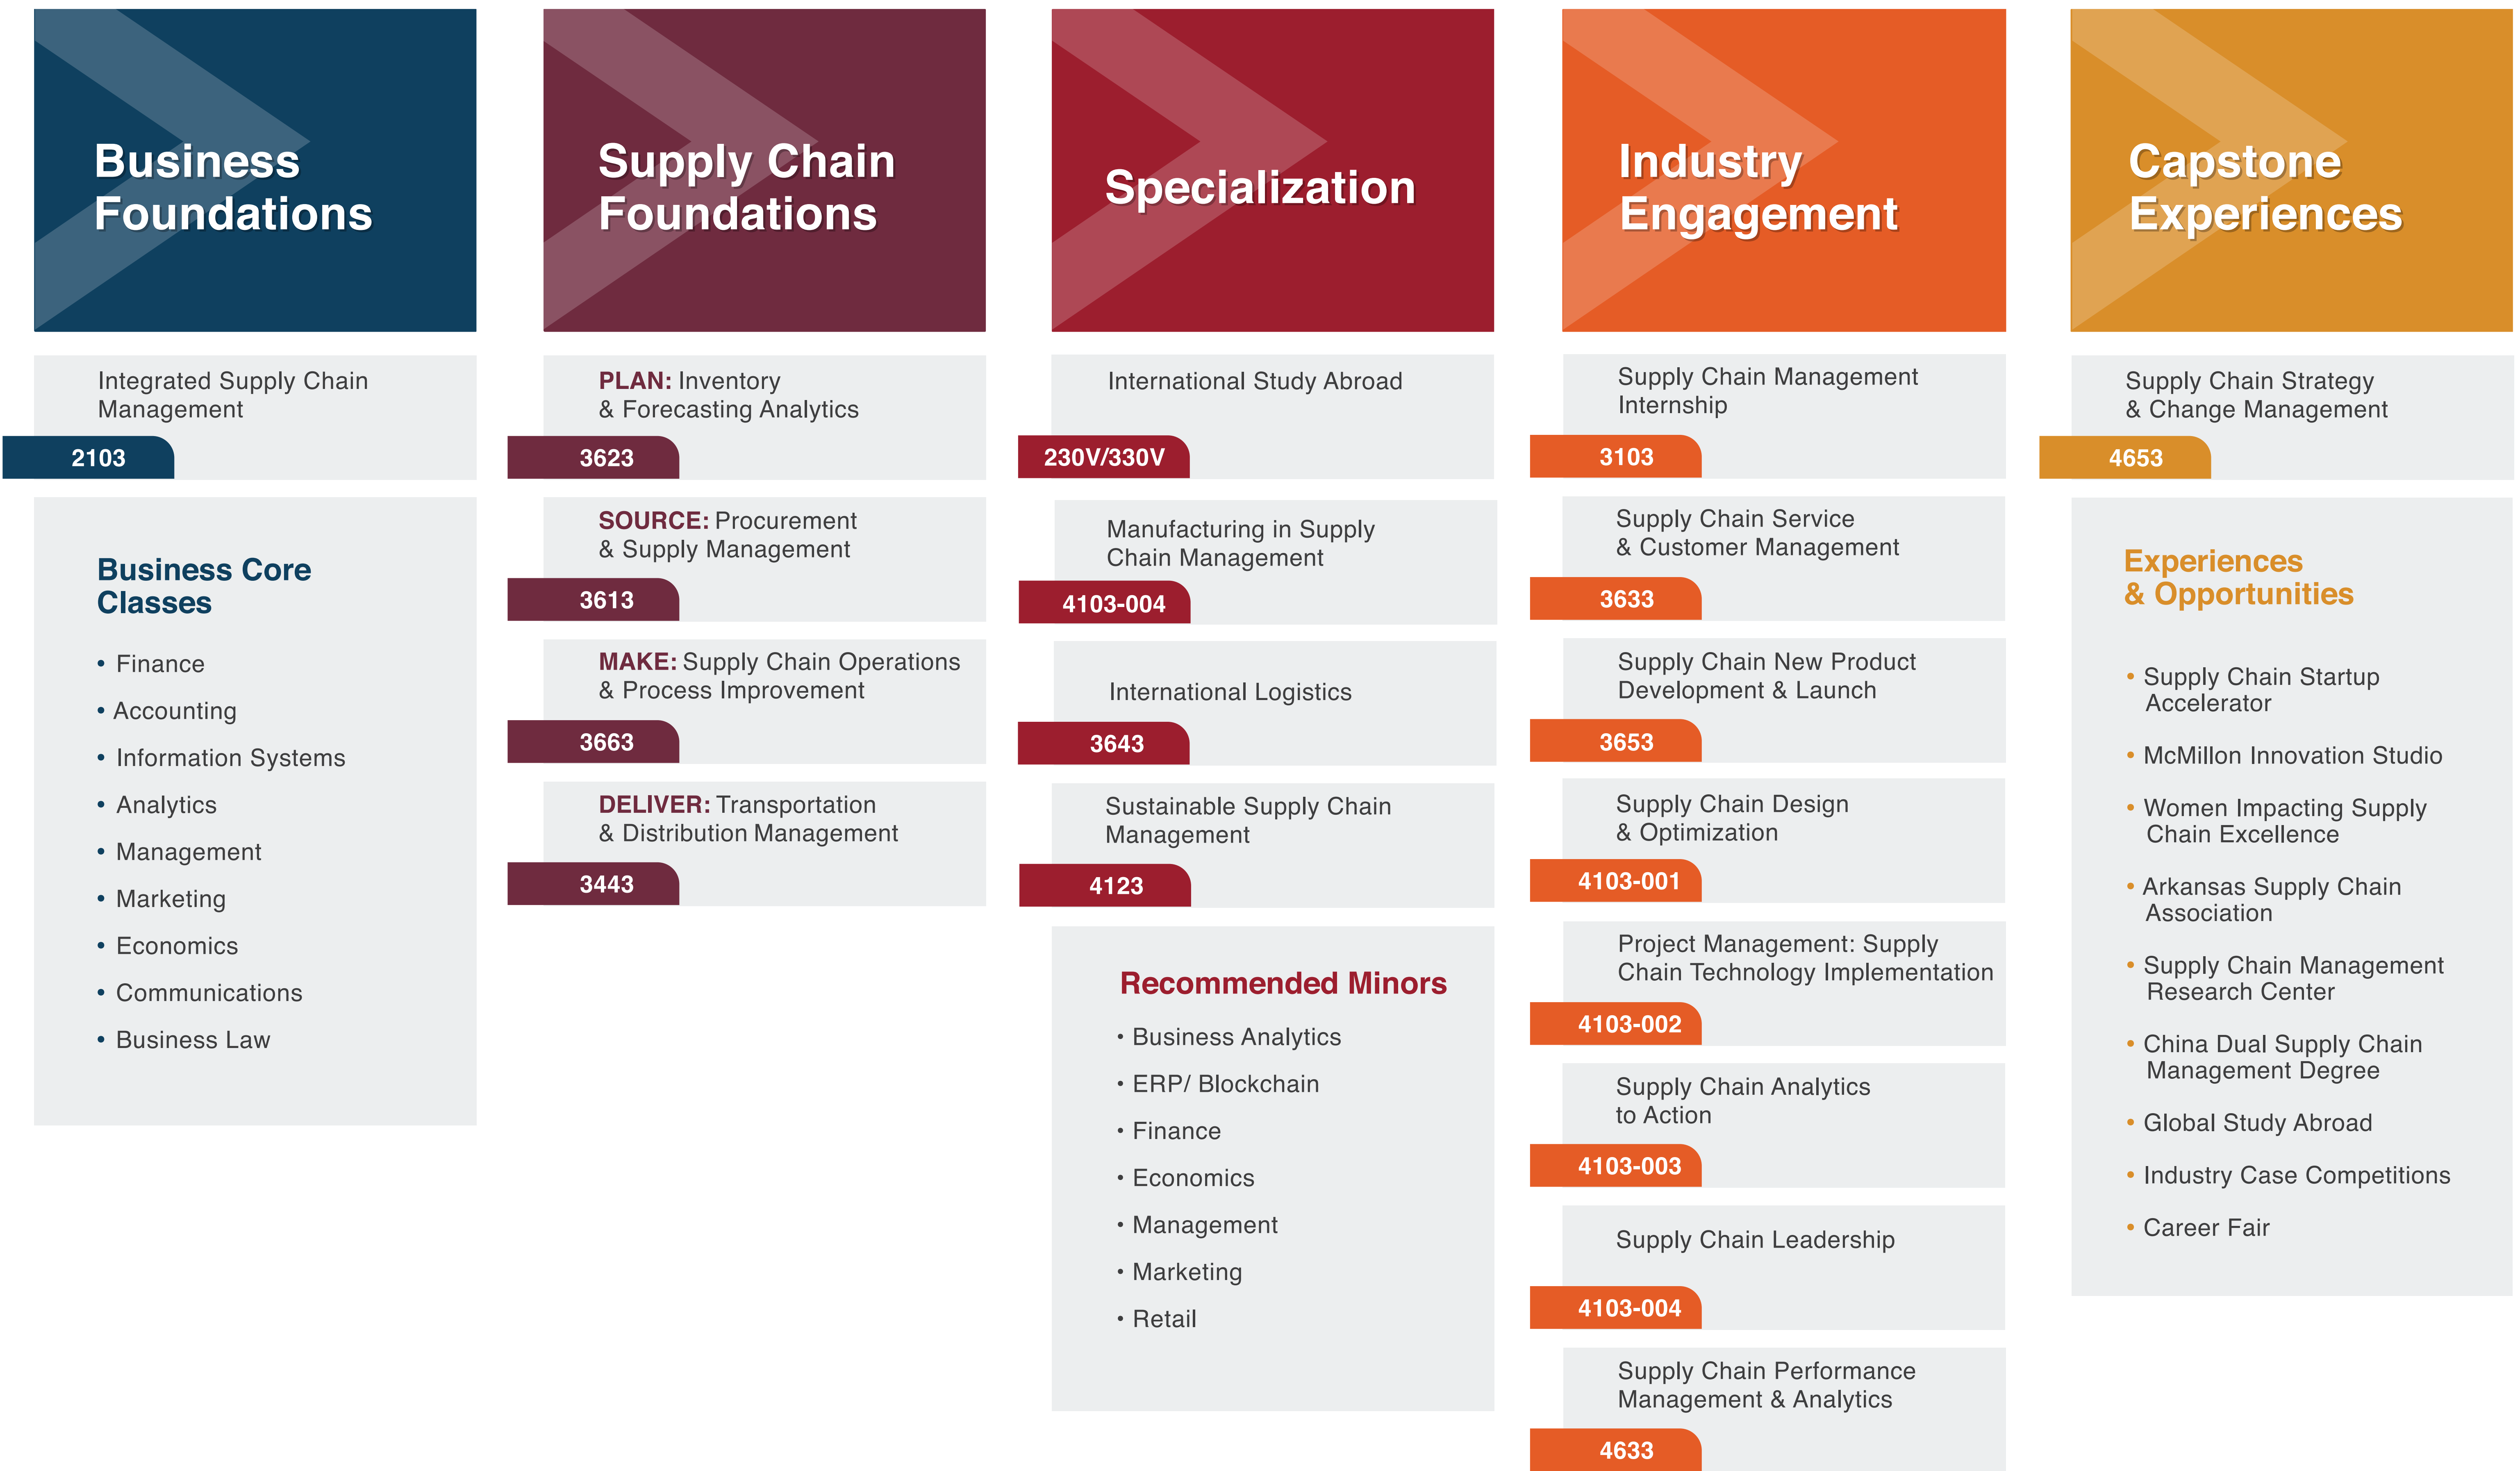 Business
Foundations
Integrated Supply Chain
Management
2103
Business Core
Classes
• Finance
• Accounting
• Information Systems
• Analytics
• Management
• Marketing
• Economics
• Communications
• Business Law
Supply Chain
Foundations
PLAN: Inventory
& Forecasting Analytics
3623
SOURCE: Procurement
& Supply Management
3613
MAKE: Supply Chain Operations
& Process Improvement
3663
DELIVER: Transportation
& Distribution Management
3443
Specialization
International Study Abroad
230V/330V
Manufacturing in Supply
Chain Management
4103-004
International Logistics
3643
Sustainable Supply Chain
Management
4123
Recommended Minors
• Business Analytics
• ERP/ Blockchain
• Finance
• Economics
• Management
• Marketing
• Retail
Industry
Engagement
Supply Chain Management
Internship
3103
Supply Chain Service
& Customer Management
3633
Supply Chain New Product
Development & Launch
3653
Supply Chain Design
& Optimization
4103-001
Project Management: Supply
Chain Technology Implementation
4103-002
Supply Chain Analytics
to Action
4103-003
Supply Chain Leadership
4103-004
Supply Chain Performance
Management & Analytics
4633
Capstone
Experiences
Supply Chain Strategy
& Change Management
4653
Experiences
& Opportunities
• Supply Chain Startup
Accelerator
• McMillon Innovation Studio
• Women Impacting Supply
Chain Excellence
• Arkansas Supply Chain
Association
• Supply Chain Management
Research Center
• China Dual Supply Chain
Management Degree
• Global Study Abroad
• Industry Case Competitions
• Career Fair